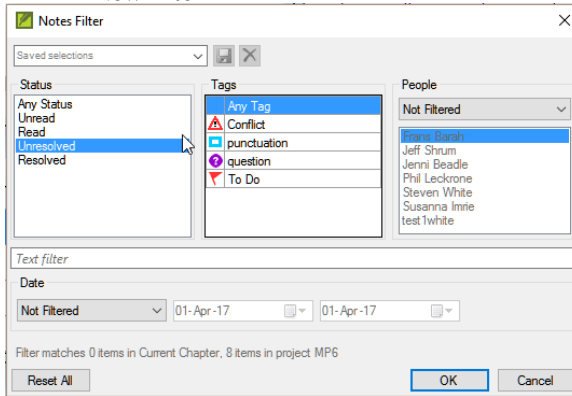 Notes Filter
Saved selections
Status
Any Status
Unread
Read
Unresolved
Resolved
Tags
Any Tag
Conflict
punctuation
question
To Do
People
Not Filtered
Frans Barah
Jeff Shrum
Jenni Beadle
Phil Leckrone
Steven White
Susanna Imrie
test1white
Text filter
Date
Not Filtered
01-Apr-17
01-Apr-17
Filter matches 0 items in Current Chapter, 8 items in project MP6
Reset All
OK
Cancel